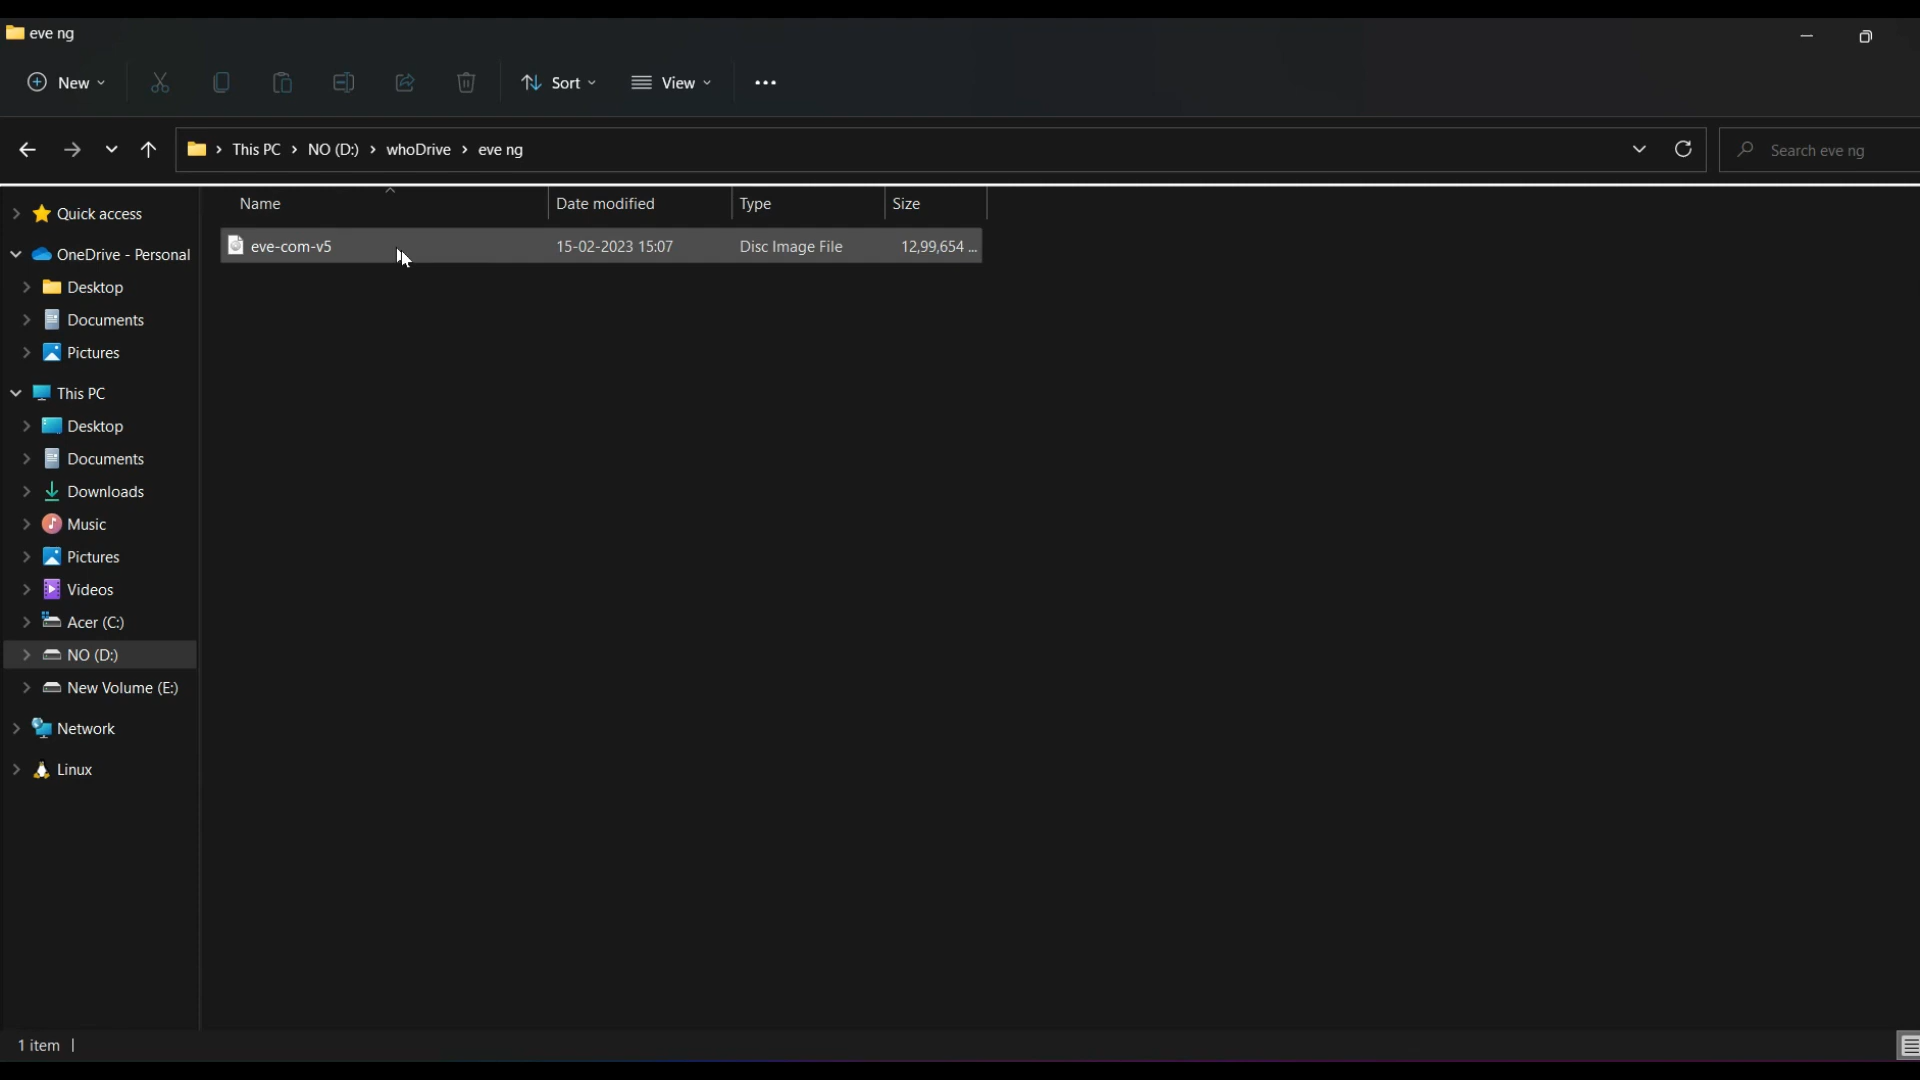 eve ng
New
Sort
View
This PC > NO (D:) > whoDrive > eve ng
Search eve ng
Name Date modified Type Size
eve-com-v5 15-02-2023 15:07 Disc Image File 12,99,654 ...
Quick access
OneDrive - Personal
Desktop
Documents
Pictures
This PC
Desktop
Documents
Downloads
Music
Pictures
Videos
Acer (C:)
NO (D:)
New Volume (E:)
Network
Linux
1 item